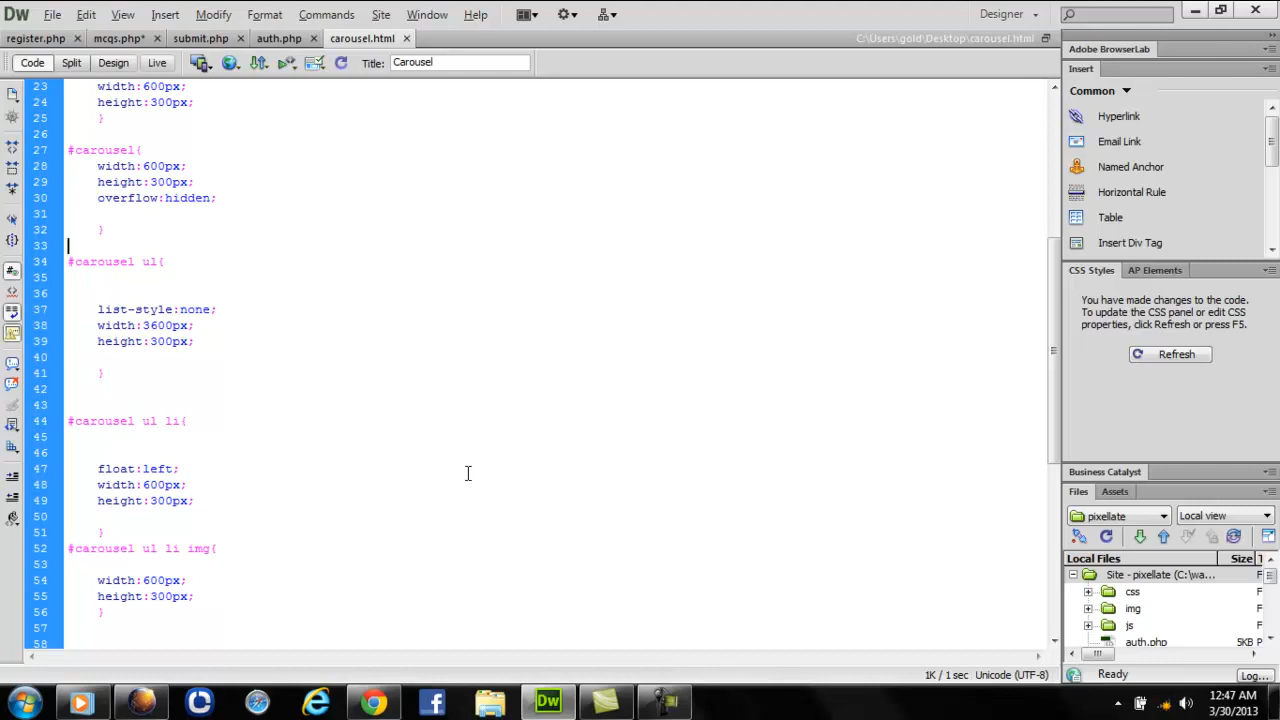 Dw File Edit View Insert Modify Format Commands Site Window Help Designer
register.php × mcqs.php* × submit.php × auth.php × carousel.html × C:\Users\gold\Desktop\carousel.html
Code Split Design Live Title: Carousel
23 width:600px;
24 height:300px;
25 }
26
27 #carousel{
28 width:600px;
29 height:300px;
30 overflow:hidden;
31
32 }
33
34 #carousel ul{
35
36
37 list-style:none;
38 width:3600px;
39 height:300px;
40
41 }
42
43
44 #carousel ul li{
45
46
47 float:left;
48 width:600px;
49 height:300px;
50
51 }
52 #carousel ul li img{
53
54 width:600px;
55 height:300px;
56 }
57
58
1K / 1 sec Unicode (UTF-8)
Adobe BrowserLab
Insert
Common
Hyperlink
Email Link
Named Anchor
Horizontal Rule
Table
Insert Div Tag
CSS Styles AP Elements
You have made changes to the code.
To update the CSS panel or edit CSS
properties, click Refresh or press F5.
Refresh
Business Catalyst
Files Assets
pixellate Local view
Local Files Size T
Site - pixellate (C:\wa... F
css F
img F
js F
auth.php 5KB P
Ready Log...
Dw
12:47 AM
3/30/2013